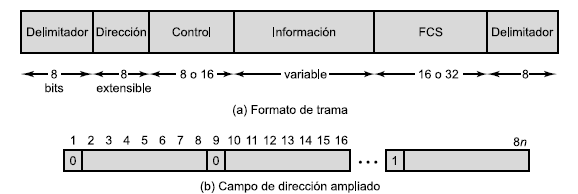 Delimitador Dirección Control Información FCS Delimitador
8 bits 8 extensible 8 o 16 variable 16 o 32 8
(a) Formato de trama
1 2 3 4 5 6 7 8 9 10 11 12 13 14 15 16 8n
0 0 ••• 1
(b) Campo de dirección ampliado